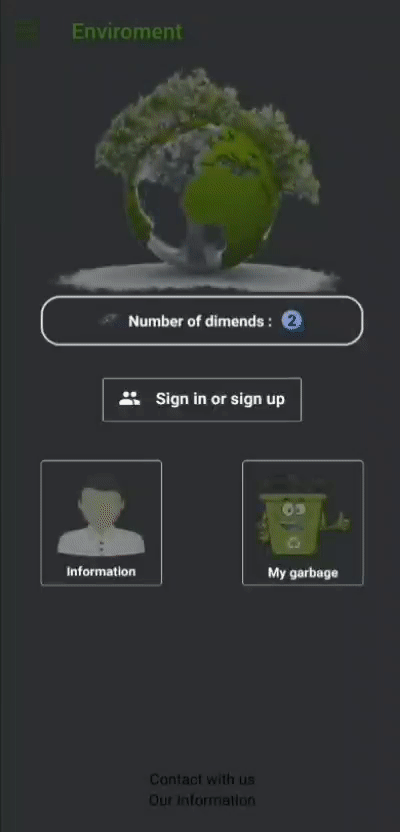 Enviroment
Number of dimends : 2
Sign in or sign up
Information
My garbage
Contact with us
Our Information